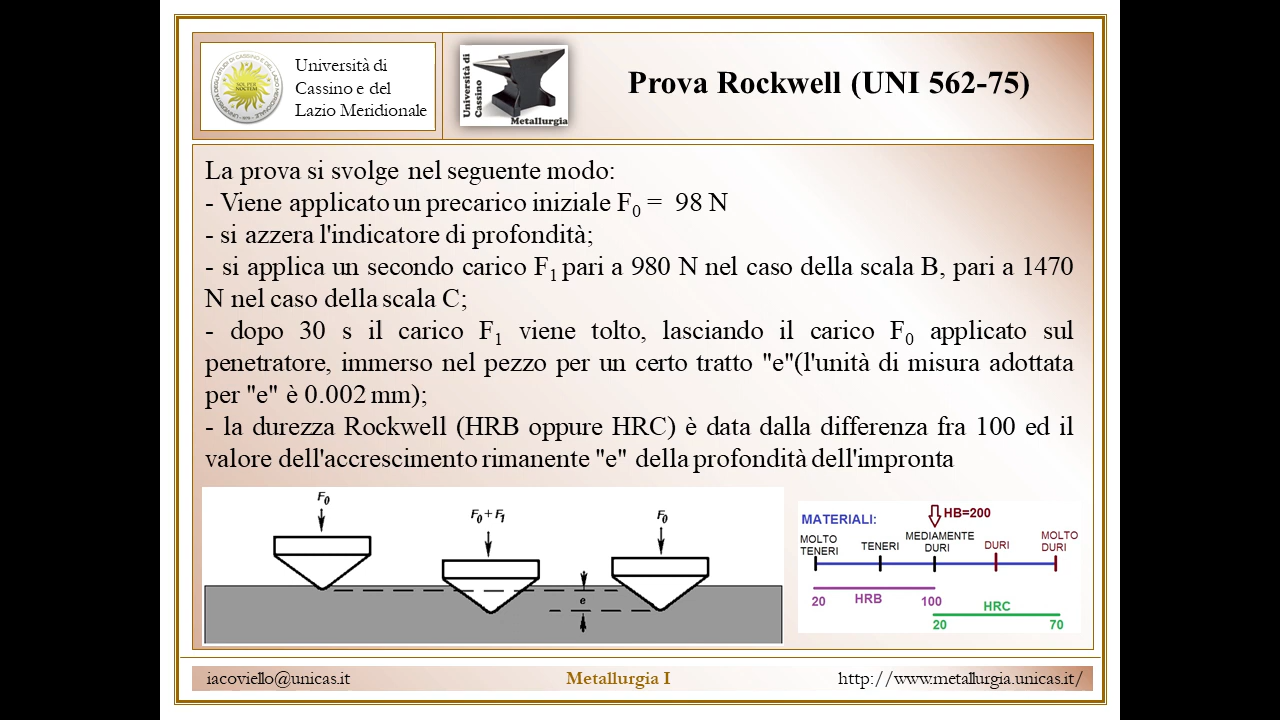 Università di
Cassino e del
Lazio Meridionale
Università di
Cassino
Metallurgia
Prova Rockwell (UNI 562-75)
La prova si svolge nel seguente modo:
- Viene applicato un precarico iniziale F0 = 98 N
- si azzera l'indicatore di profondità;
- si applica un secondo carico F1 pari a 980 N nel caso della scala B, pari a 1470
N nel caso della scala C;
- dopo 30 s il carico F1 viene tolto, lasciando il carico F0 applicato sul
penetratore, immerso nel pezzo per un certo tratto "e"(l'unità di misura adottata
per "e" è 0.002 mm);
- la durezza Rockwell (HRB oppure HRC) è data dalla differenza fra 100 ed il
valore dell'accrescimento rimanente "e" della profondità dell'impronta
F0
F0+F1
F0
e
MATERIALI:
HB=200
MOLTO
TENERI
TENERI
MEDIAMENTE
DURI
DURI
MOLTO
DURI
20
HRB
100
HRC
20
70
iacoviello@unicas.it
Metallurgia I
http://www.metallurgia.unicas.it/